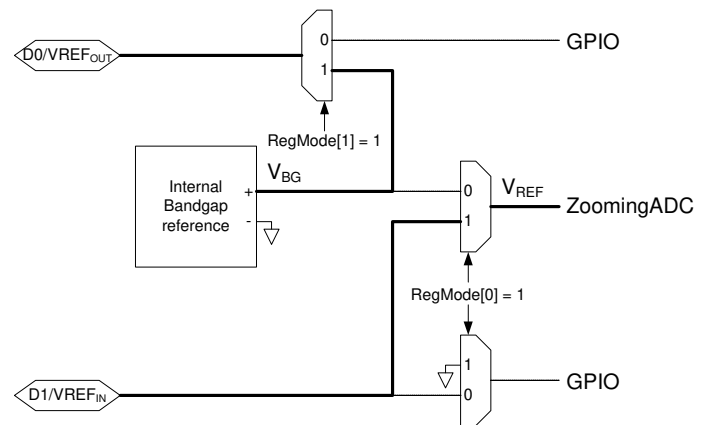 0
GPIO
D0/VREFOUT
1
RegMode[1] = 1
VBG
Internal
Bandgap
reference
+
-
0
VREF
1
ZoomingADC
RegMode[0] = 1
1
GPIO
0
D1/VREFIN